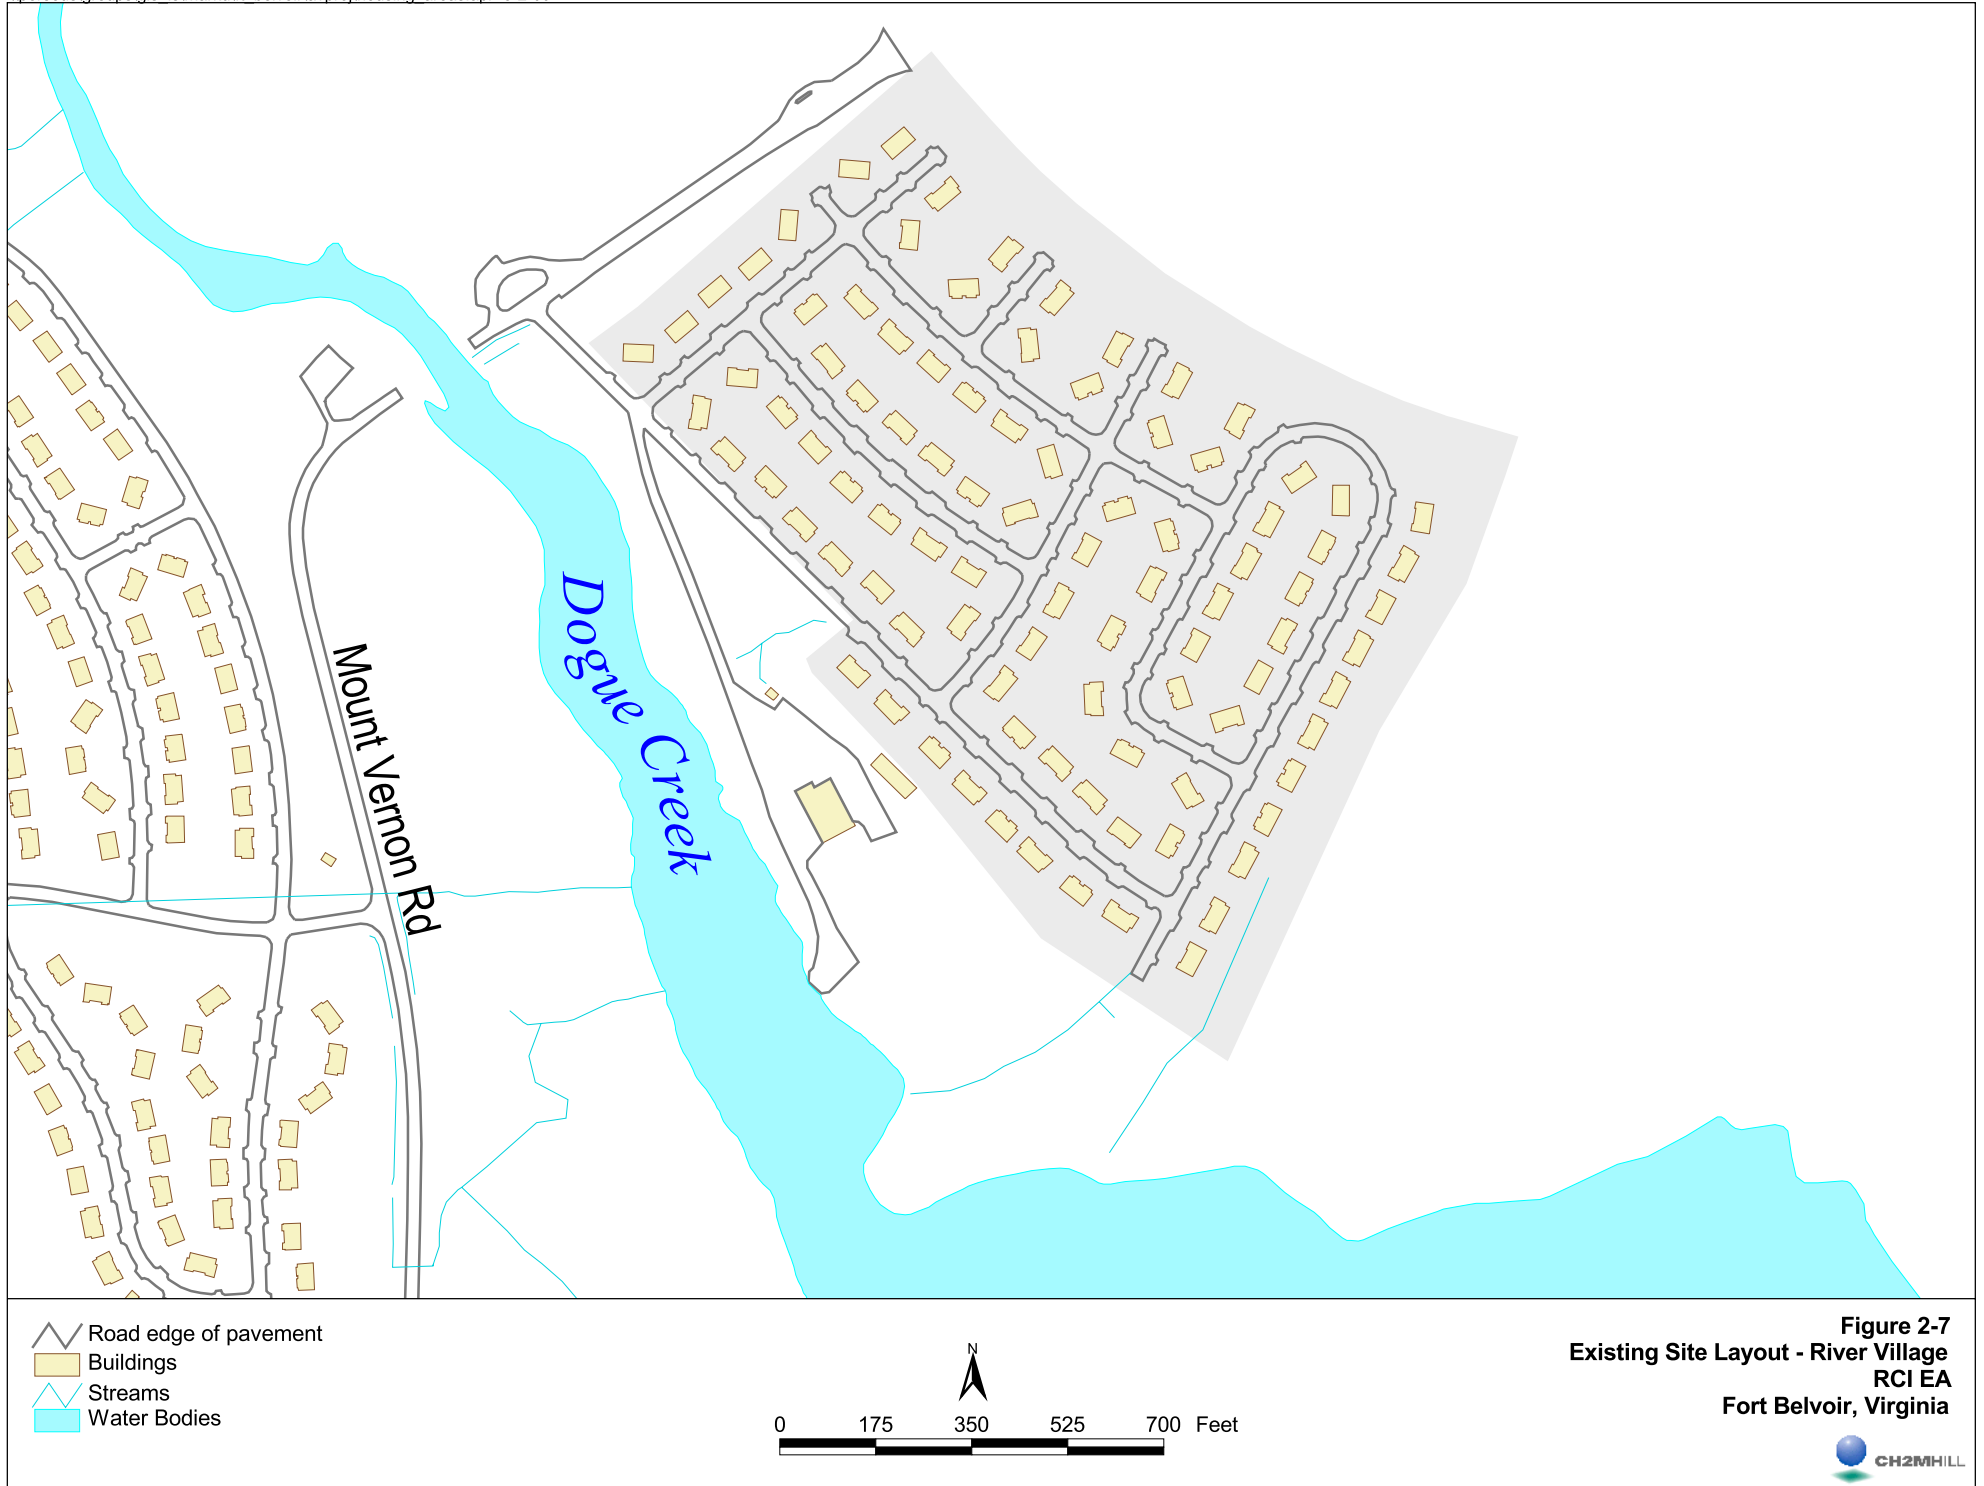 Dogue Creek
Mount Vernon Rd
Road edge of pavement
Buildings
Streams
Water Bodies
N
0 175 350 525 700 Feet
Figure 2-7
Existing Site Layout - River Village
RCI EA
Fort Belvoir, Virginia
CH2MHILL